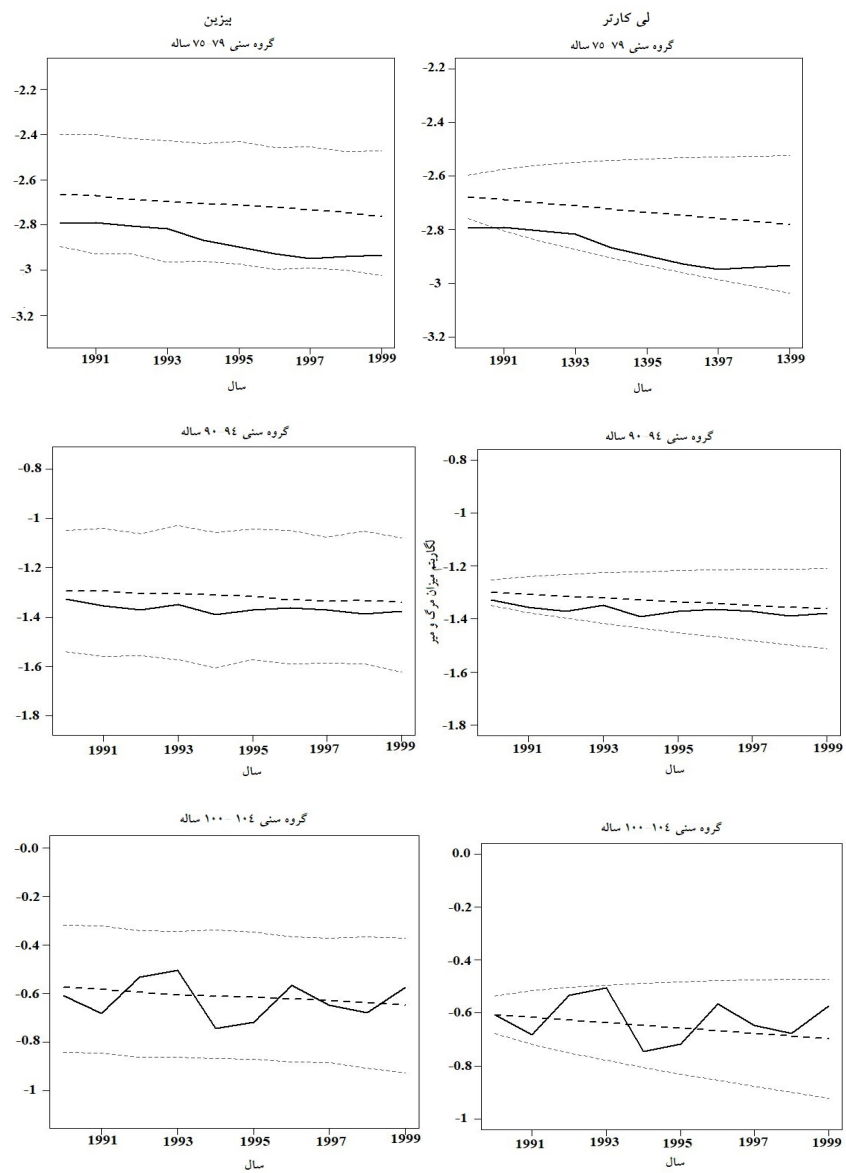 بیزین
لی کارتر
گروه سنی ۷۹ ۷۵ ساله
گروه سنی ۷۹ ۷۵ ساله
-2.2
-2.4
-2.6
-2.8
-3
-3.2
1991 1993 1995 1997 1999
سال
-2.2
-2.4
-2.6
-2.8
-3
-3.2
1991 1393 1395 1397 1399
سال
گروه سنی ۹۴ ۹۰ ساله
گروه سنی ۹۴ ۹۰ ساله
-0.8
-1
-1.2
-1.4
-1.6
-1.8
1991 1993 1995 1997 1999
سال
لگاریتم میزان مرگ و میر
-0.8
-1
-1.2
-1.4
-1.6
-1.8
1991 1993 1995 1997 1999
سال
گروه سنی ۱۰۴ – ۱۰۰ ساله
گروه سنی ۱۰۴ ۱۰۰ ساله
-0.0
-0.2
-0.4
-0.6
-0.8
-1
1991 1993 1995 1997 1999
سال
0.0
-0.2
-0.4
-0.6
-0.8
-1
1991 1993 1995 1997 1999
سال